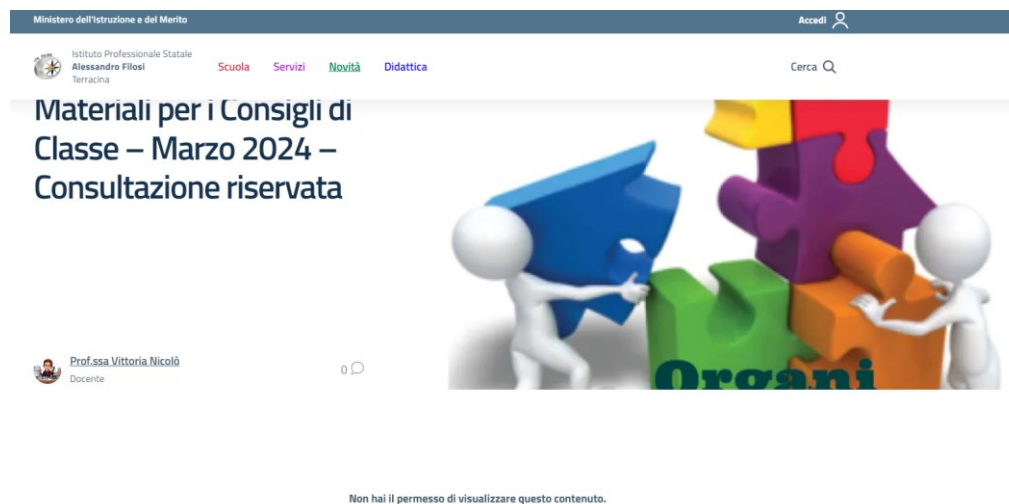 Ministero dell'Istruzione e del Merito
Accedi
Istituto Professionale Statale
Alessandro Filosi
Terracina
Scuola Servizi Novità Didattica
Cerca
Materiali per i Consigli di
Classe – Marzo 2024 –
Consultazione riservata
Prof.ssa Vittoria Nicolò
Docente
0
Organi
Non hai il permesso di visualizzare questo contenuto.